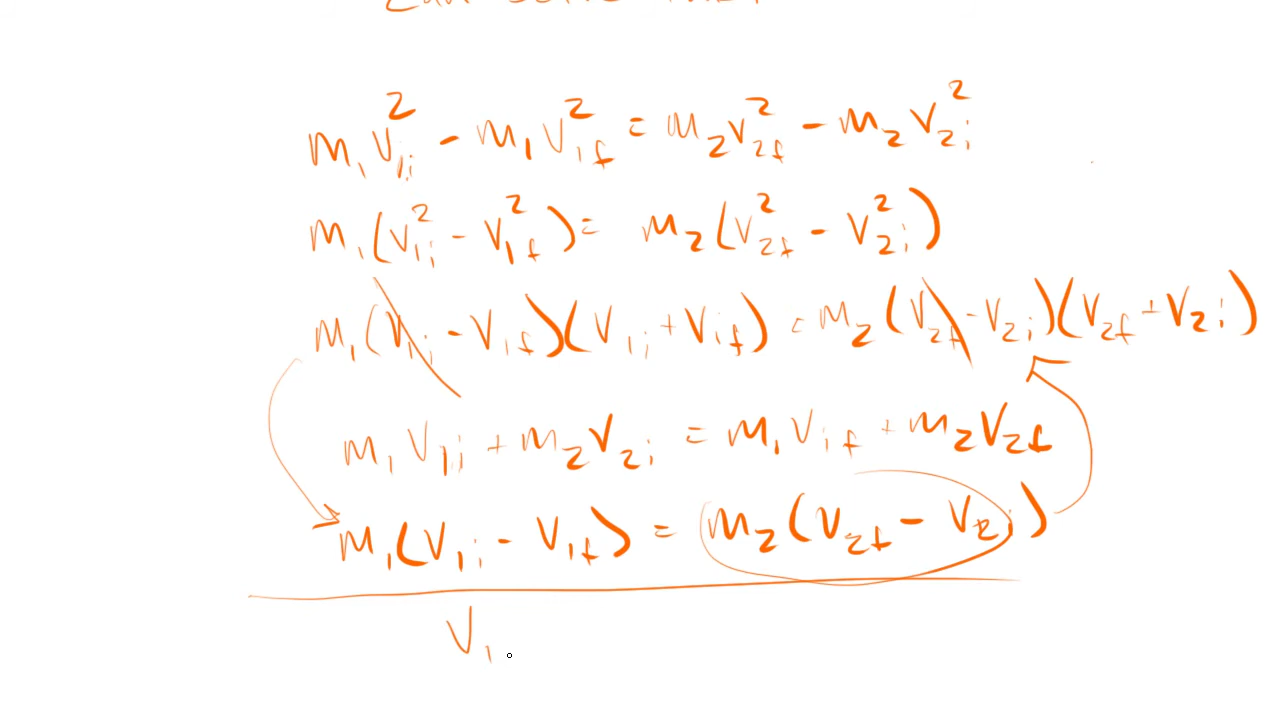 m₁v₁ᵢ² - m₁v₁f² = m₂v₂f² - m₂v₂ᵢ²
m₁(v₁ᵢ² - v₁f²) = m₂(v₂f² - v₂ᵢ²)
m₁(v₁ᵢ - v₁f)(v₁ᵢ + v₁f) = m₂(v₂f - v₂ᵢ)(v₂f + v₂ᵢ)
m₁v₁ᵢ + m₂v₂ᵢ = m₁v₁f + m₂v₂f
m₁(v₁ᵢ - v₁f) = m₂(v₂f - v₂ᵢ)
v₁